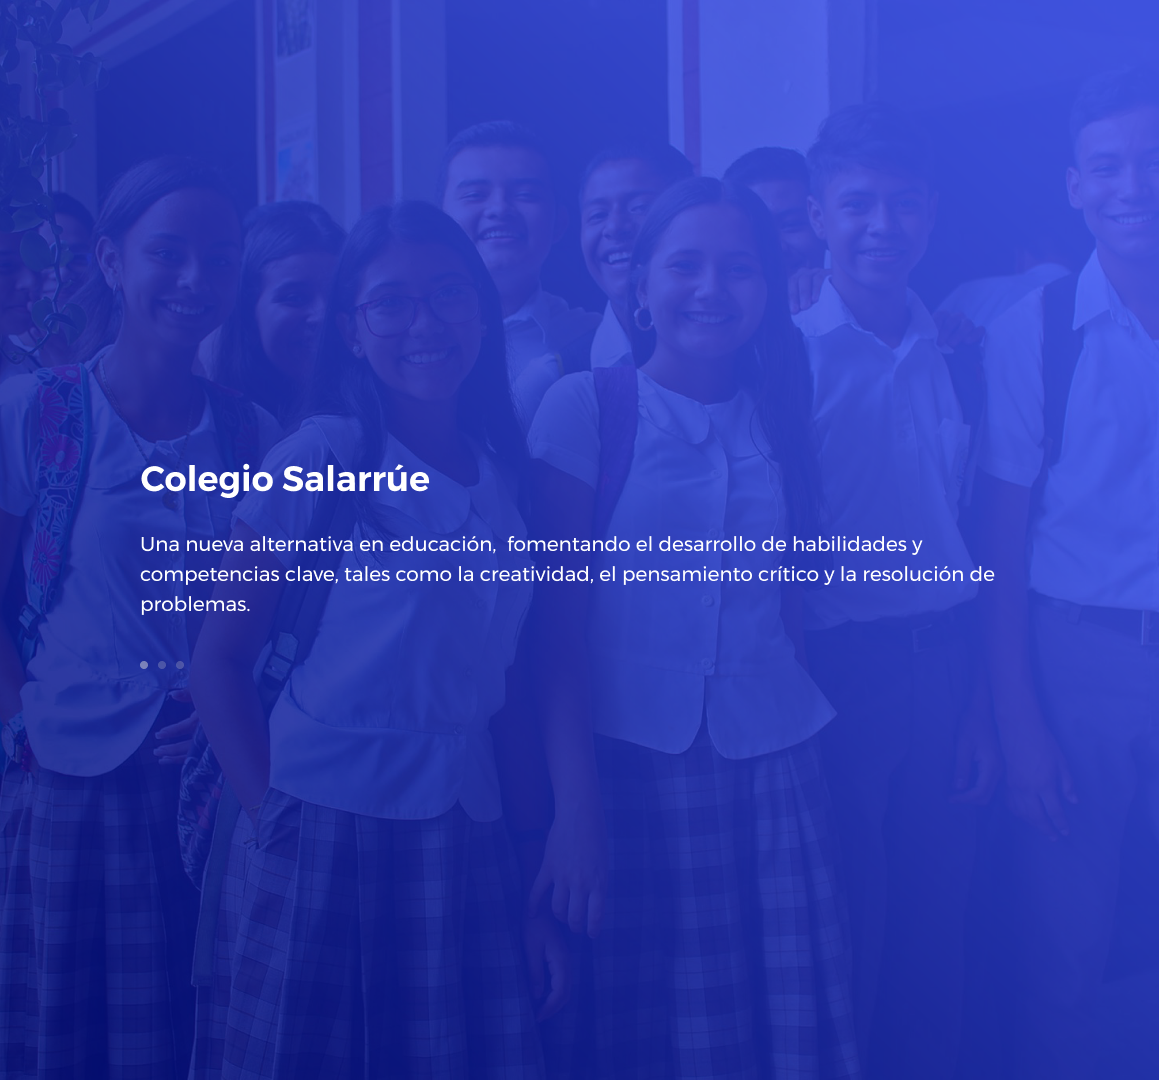 Colegio Salarrúe
Una nueva alternativa en educación,  fomentando el desarrollo de habilidades y
competencias clave, tales como la creatividad, el pensamiento crítico y la resolución de
problemas.